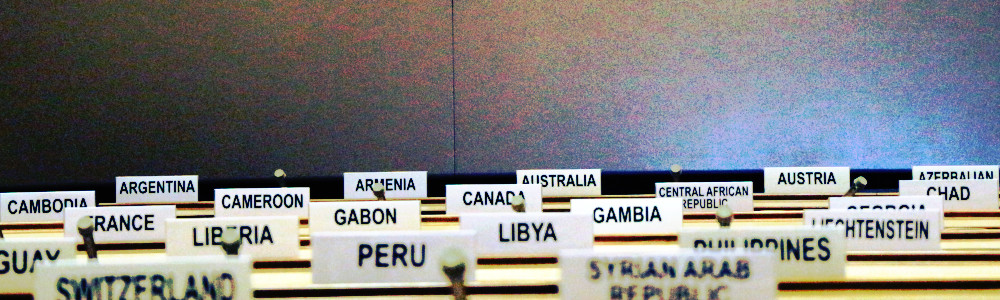 ARGENTINA
ARMENIA
AUSTRALIA
AUSTRIA
AZERBAIJAN
CAMBODIA
CAMEROON
CANADA
CENTRAL AFRICAN
REPUBLIC
CHAD
FRANCE
GABON
GAMBIA
GEORGIA
LIBERIA
LIBYA
LIECHTENSTEIN
GUAY
PERU
PHILIPPINES
SWITZERLAND
SYRIAN ARAB
REPUBLIC